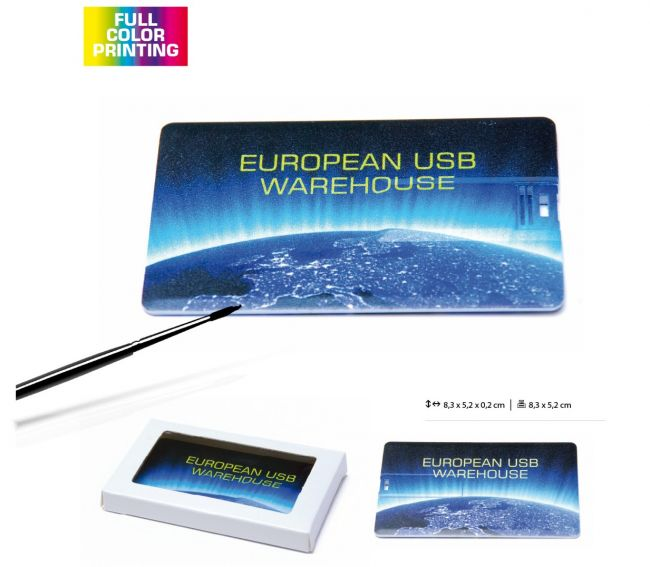 FULL
COLOR
PRINTING
EUROPEAN USB
WAREHOUSE
8,3 x 5,2 x 0,2 cm | 8,3 x 5,2 cm
EUROPEAN USB
WAREHOUSE
EUROPEAN USB
WAREHOUSE